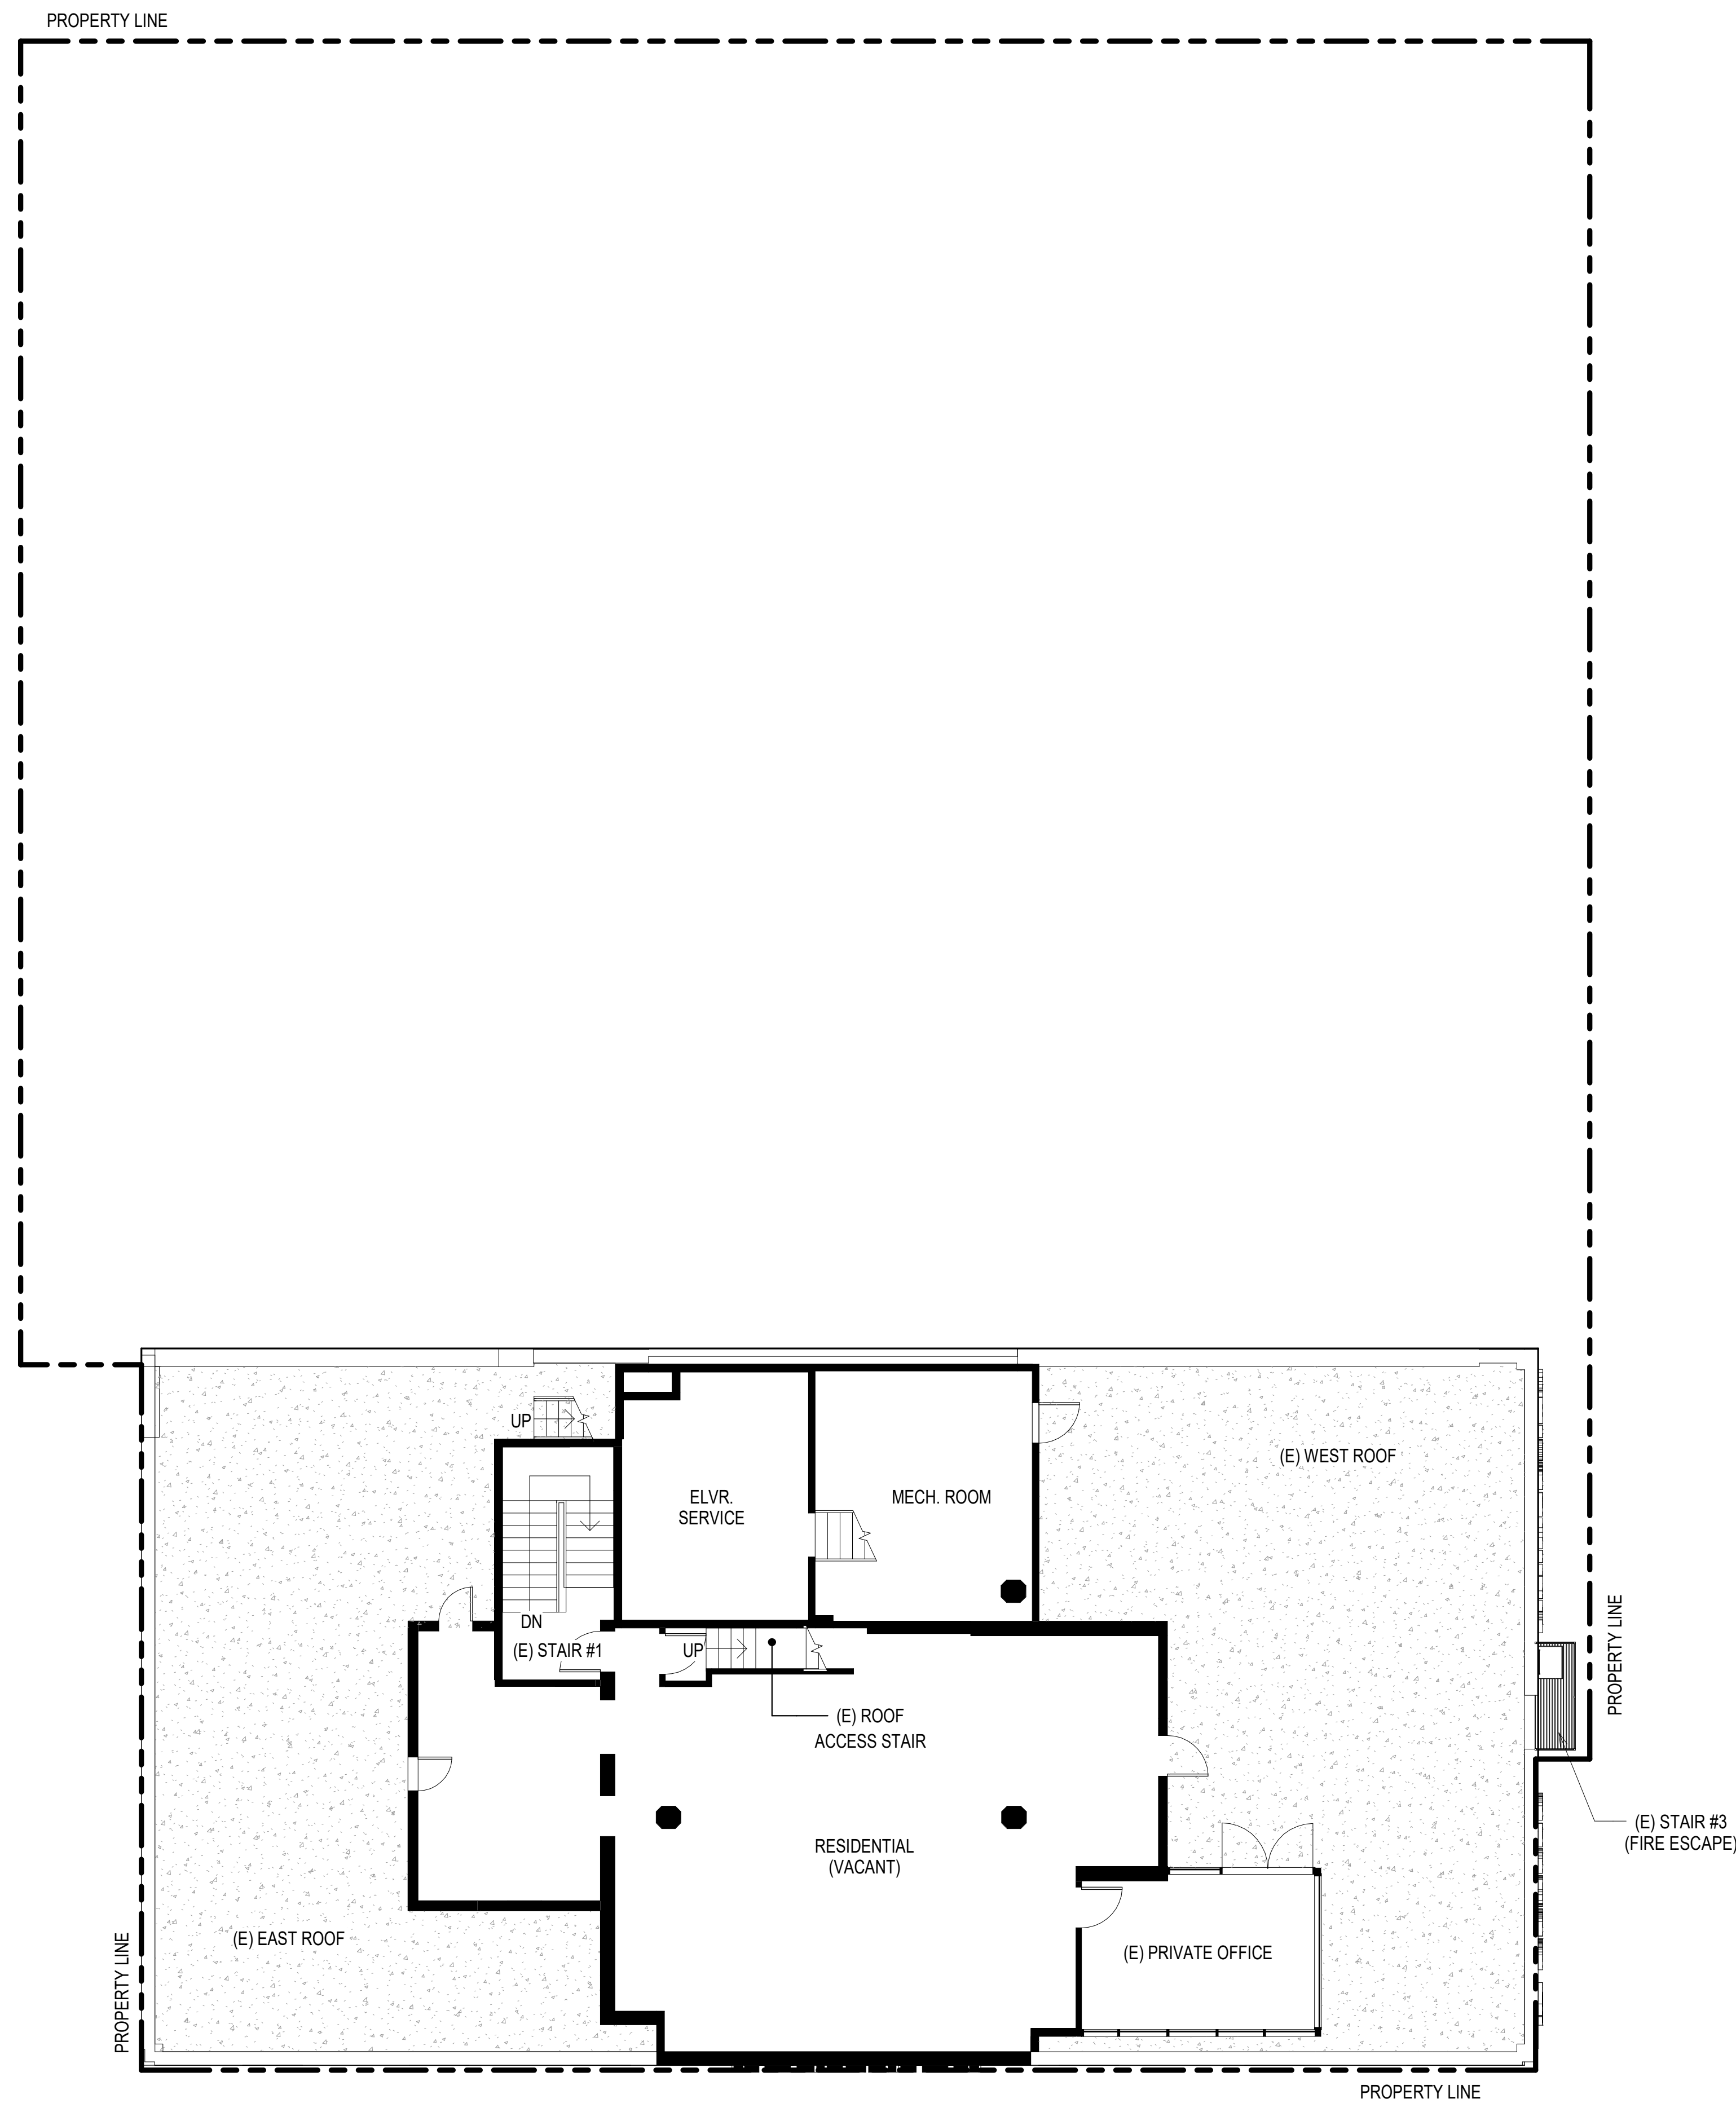 PROPERTY LINE
UP
(E) WEST ROOF
ELVR.
SERVICE
MECH. ROOM
DN
(E) STAIR #1
UP
PROPERTY LINE
(E) ROOF
ACCESS STAIR
(E) STAIR #3
(FIRE ESCAPE)
RESIDENTIAL
(VACANT)
(E) EAST ROOF
(E) PRIVATE OFFICE
PROPERTY LINE
PROPERTY LINE